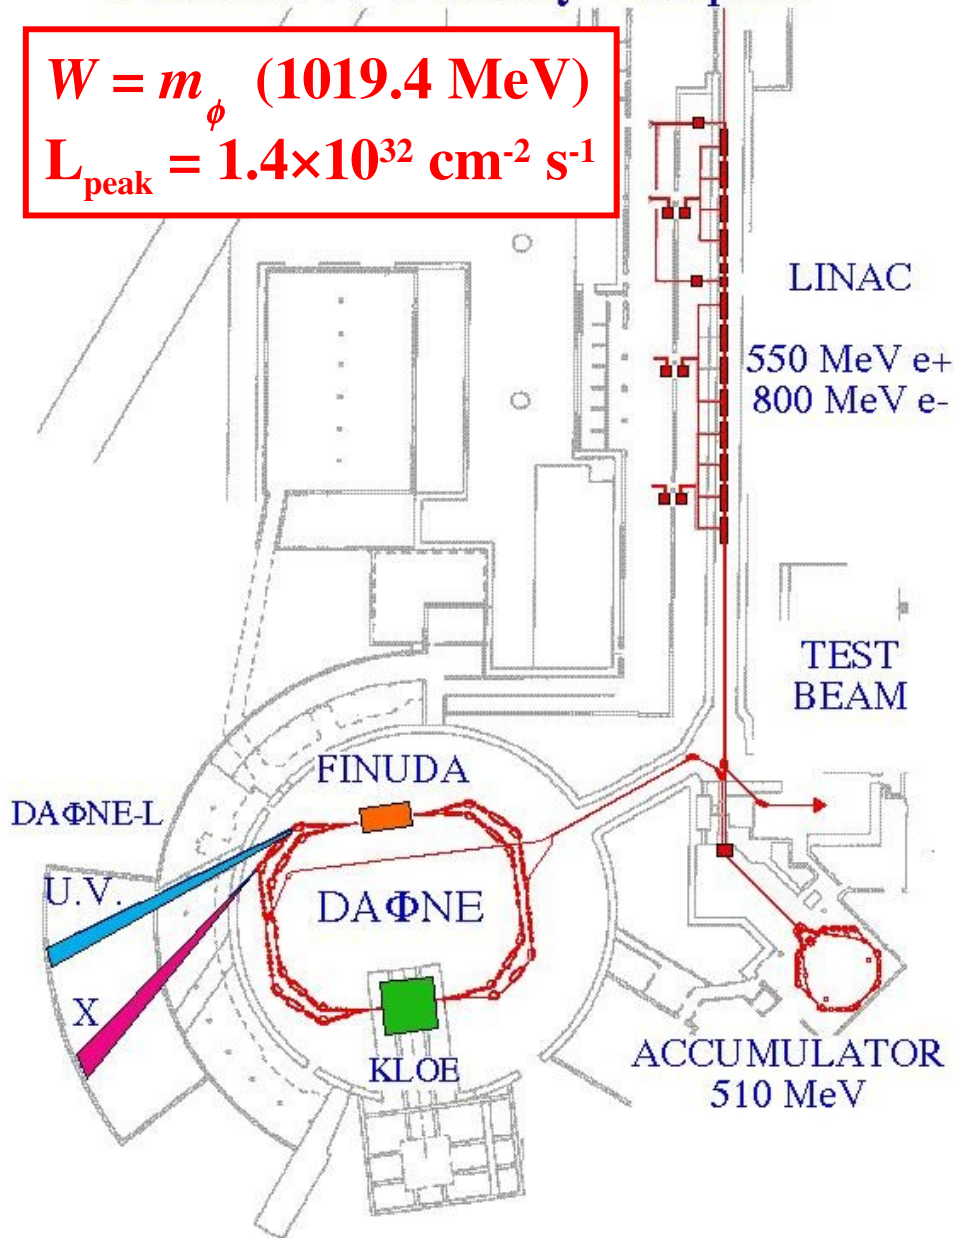 W = mϕ (1019.4 MeV)
Lpeak = 1.4×10³² cm⁻² s⁻¹
LINAC
550 MeV e+
800 MeV e-
TEST
BEAM
FINUDA
DAΦNE-L
U.V.
DAΦNE
X
KLOE
ACCUMULATOR
510 MeV